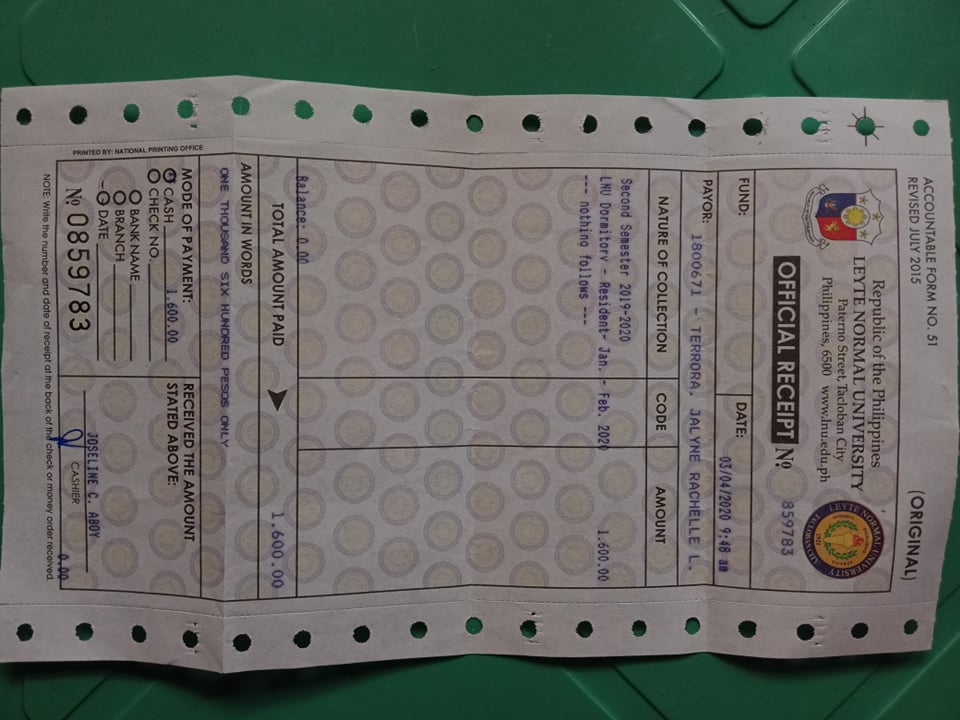 ACCOUNTABLE FORM NO. 51
REVISED JULY 2015
(ORIGINAL)
Republic of the Philippines
LEYTE NORMAL UNIVERSITY
Paterno Street, Tacloban City
Philippines, 6500 www.lnu.edu.ph
REPUBLIC OF THE PHILIPPINES
LEYTE NORMAL UNIVERSITY
EXCELLENCE
1921
TACLOBAN CITY
OFFICIAL RECEIPT No 859783
FUND:
DATE:
03/04/2020 9:48 am
PAYOR: 1800671 - TERRORA. JALYNE RACHELLE L.
NATURE OF COLLECTION CODE AMOUNT
Second Semester 2019-2020
LNU Dormitory - Resident- Jan. - Feb. 2020 1.600.00
--- nothing follows ---
Balance: 0.00
TOTAL AMOUNT PAID 1.600.00
AMOUNT IN WORDS
ONE THOUSAND SIX HUNDRED PESOS ONLY
MODE OF PAYMENT:
CASH 1.600.00
CHECK NO.
BANK NAME
BRANCH
DATE
No 0859783
RECEIVED THE AMOUNT
STATED ABOVE:
JOSELINE C. ABOY
CASHIER
0.00
PRINTED BY: NATIONAL PRINTING OFFICE
NOTE: Write the number and date of receipt at the back of the check or money order received.